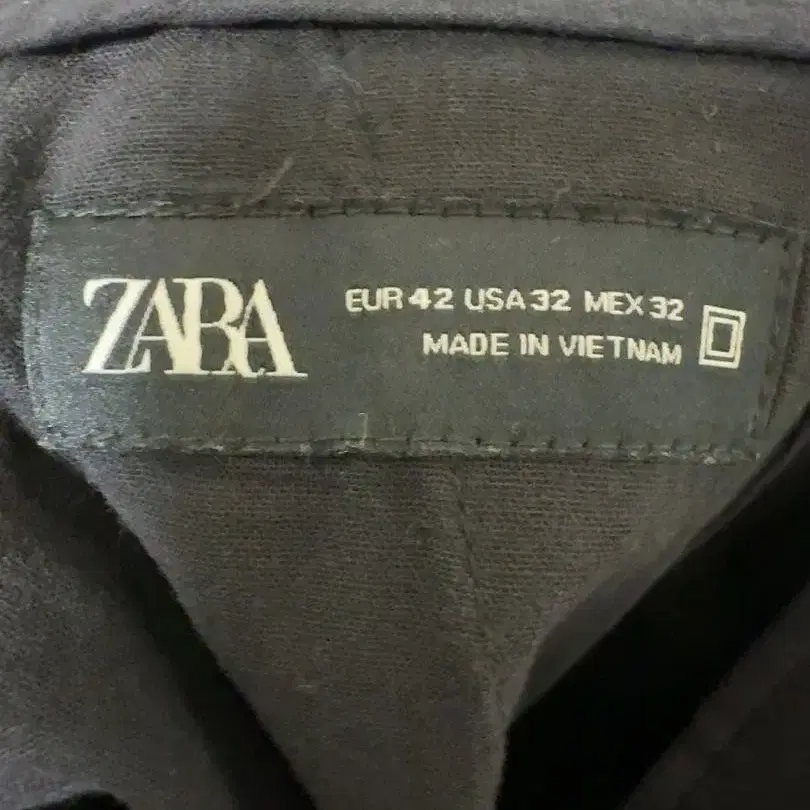 ZARA
EUR 42 USA 32 MEX 32
MADE IN VIETNAM